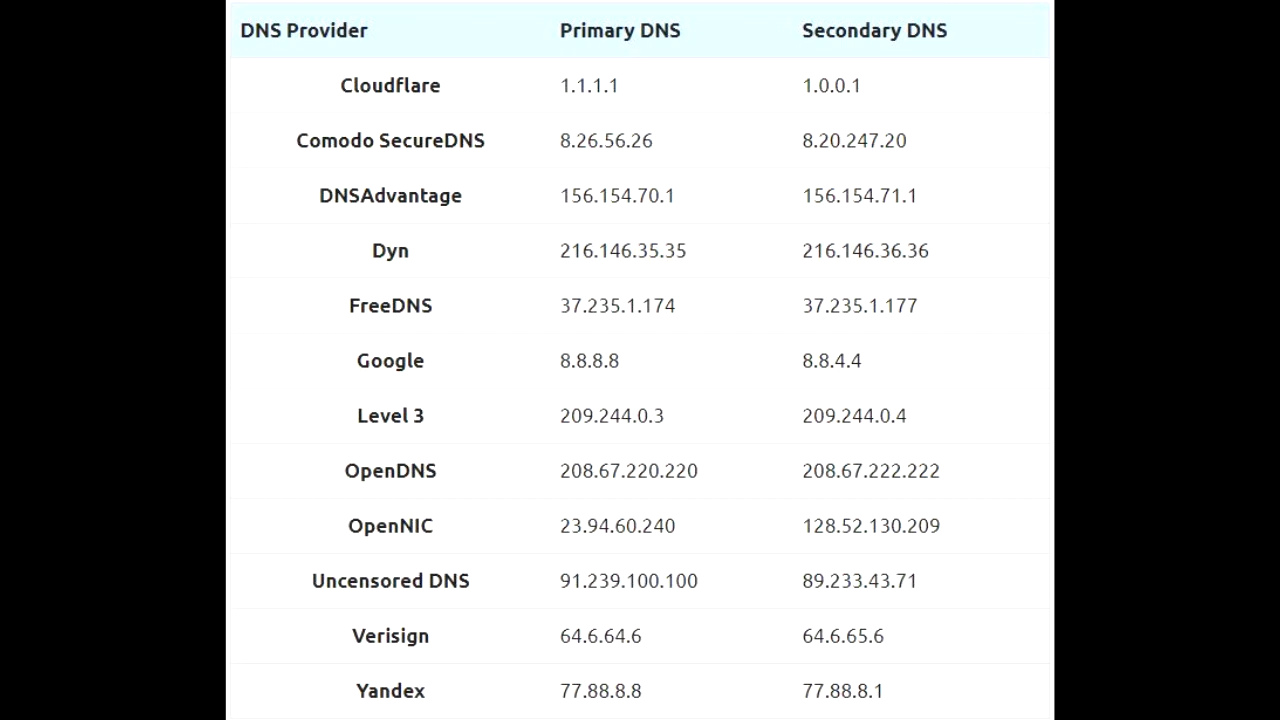 DNS Provider Primary DNS Secondary DNS
Cloudflare 1.1.1.1 1.0.0.1
Comodo SecureDNS 8.26.56.26 8.20.247.20
DNSAdvantage 156.154.70.1 156.154.71.1
Dyn 216.146.35.35 216.146.36.36
FreeDNS 37.235.1.174 37.235.1.177
Google 8.8.8.8 8.8.4.4
Level 3 209.244.0.3 209.244.0.4
OpenDNS 208.67.220.220 208.67.222.222
OpenNIC 23.94.60.240 128.52.130.209
Uncensored DNS 91.239.100.100 89.233.43.71
Verisign 64.6.64.6 64.6.65.6
Yandex 77.88.8.8 77.88.8.1